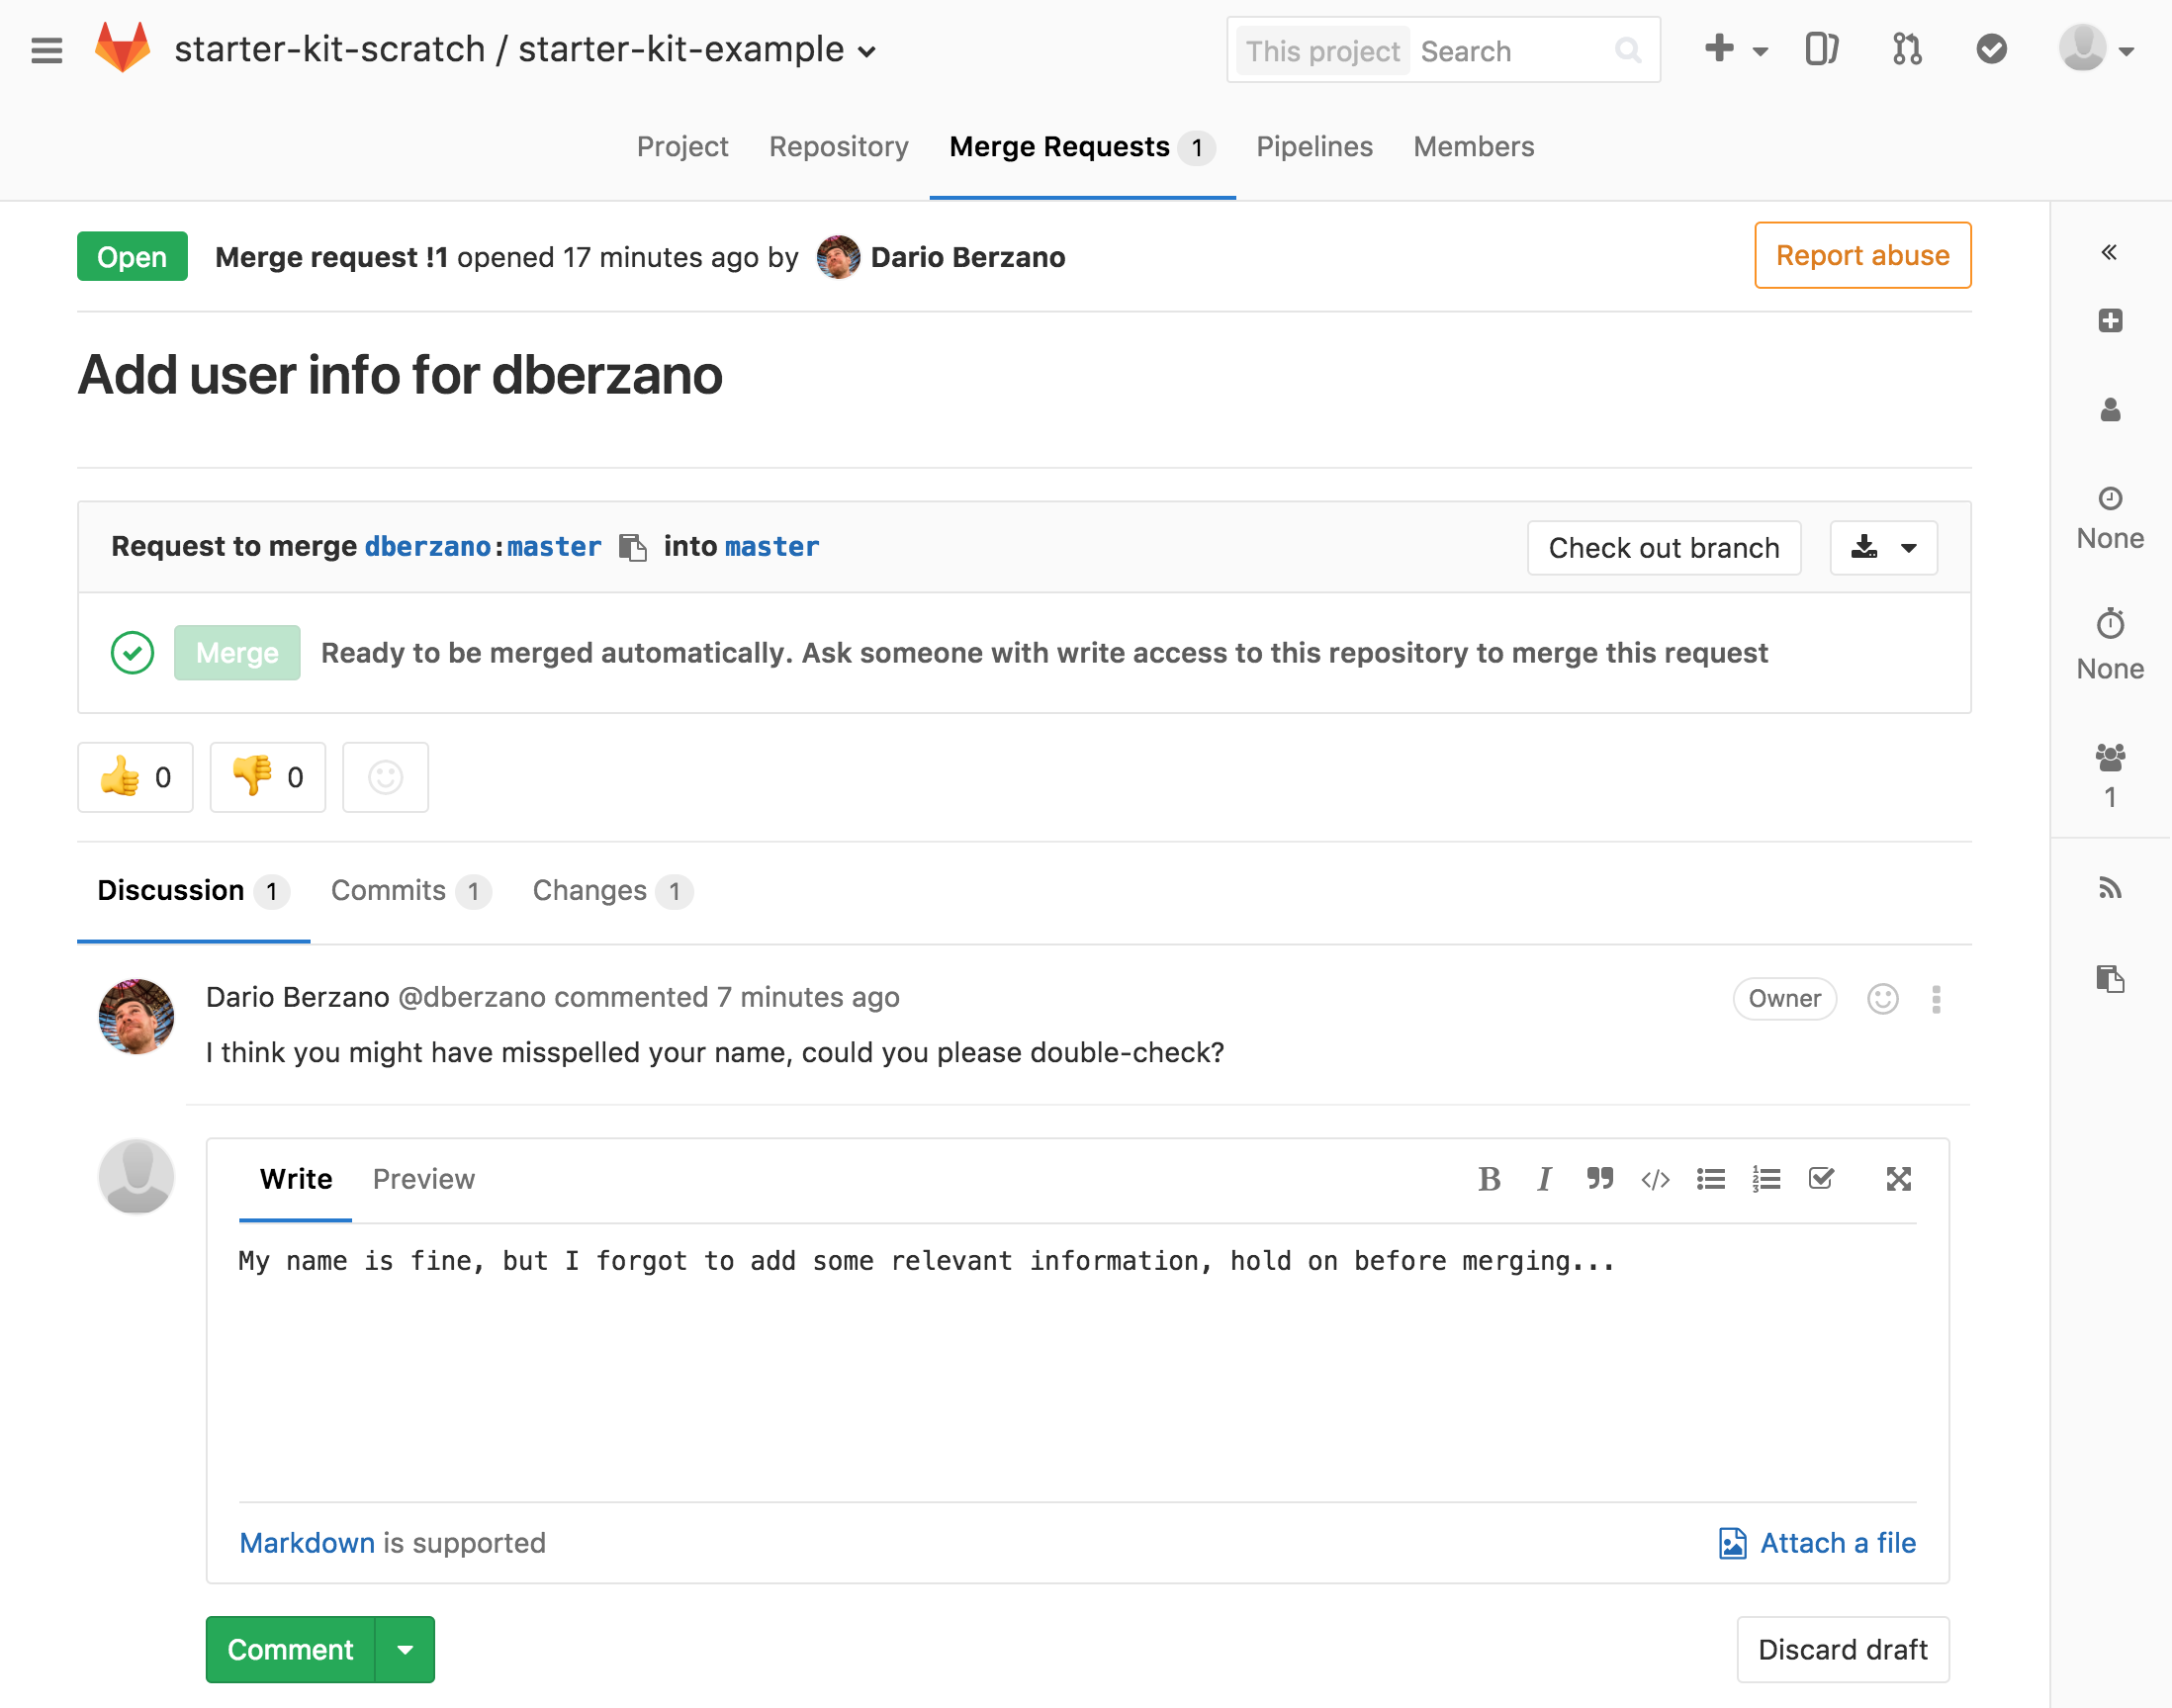 starter-kit-scratch / starter-kit-example
This project Search
Project Repository Merge Requests 1 Pipelines Members
Open Merge request !1 opened 17 minutes ago by Dario Berzano Report abuse
Add user info for dberzano
Request to merge dberzano:master into master Check out branch
None
Merge Ready to be merged automatically. Ask someone with write access to this repository to merge this request
None
0 0
1
Discussion 1 Commits 1 Changes 1
Dario Berzano @dberzano commented 7 minutes ago Owner
I think you might have misspelled your name, could you please double-check?
Write Preview
My name is fine, but I forgot to add some relevant information, hold on before merging...
Markdown is supported Attach a file
Comment Discard draft